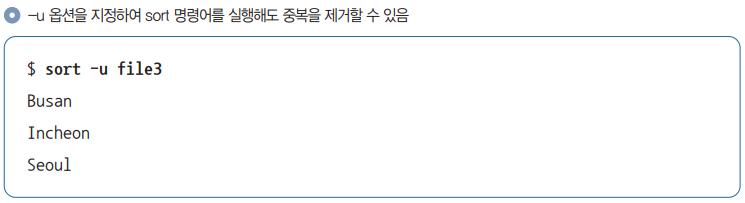 -u 옵션을 지정하여 sort 명령어를 실행해도 중복을 제거할 수 있음
$ sort -u file3
Busan
Incheon
Seoul